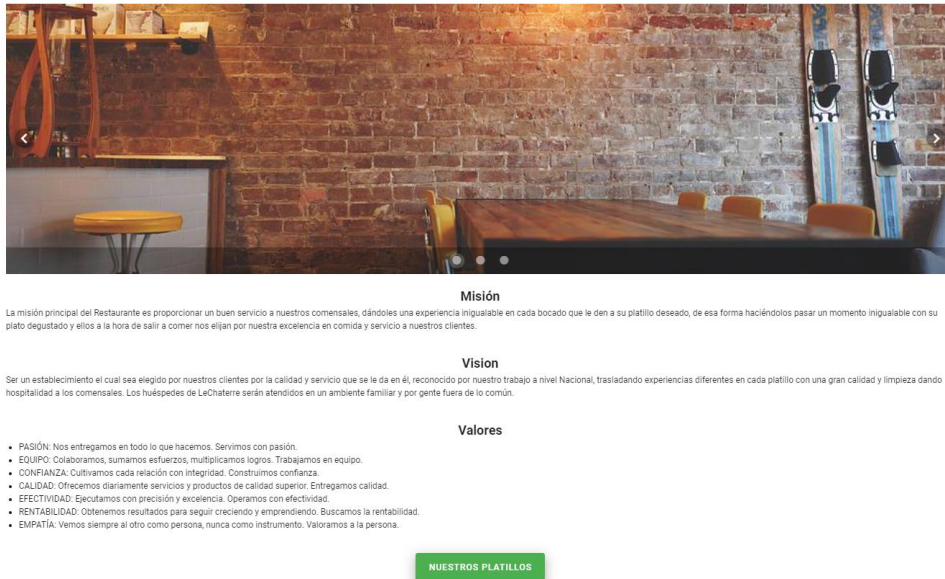 Misión
La misión principal del Restaurante es proporcionar un buen servicio a nuestros comensales, dándoles una experiencia inigualable en cada bocado que le den a su platillo deseado, de esa forma haciéndolos pasar un momento inigualable con su
plato degustado y ellos a la hora de salir a comer nos elijan por nuestra excelencia en comida y servicio a nuestros clientes.
Vision
Ser un establecimiento el cual sea elegido por nuestros clientes por la calidad y servicio que se le da en él, reconocido por nuestro trabajo a nivel Nacional, trasladando experiencias diferentes en cada platillo con una gran calidad y limpieza dando
hospitalidad a los comensales. Los huéspedes de LeChaterre serán atendidos en un ambiente familiar y por gente fuera de lo común.
Valores
• PASIÓN: Nos entregamos en todo lo que hacemos. Servimos con pasión.
• EQUIPO: Colaboramos, sumamos esfuerzos, multiplicamos logros. Trabajamos en equipo.
• CONFIANZA: Cultivamos cada relación con integridad. Construimos confianza.
• CALIDAD: Ofrecemos diariamente servicios y productos de calidad superior. Entregamos calidad.
• EFECTIVIDAD: Ejecutamos con precisión y excelencia. Operamos con efectividad.
• RENTABILIDAD: Obtenemos resultados para seguir creciendo y emprendiendo. Buscamos la rentabilidad.
• EMPATÍA: Vemos siempre al otro como persona, nunca como instrumento. Valoramos a la persona.
NUESTROS PLATILLOS